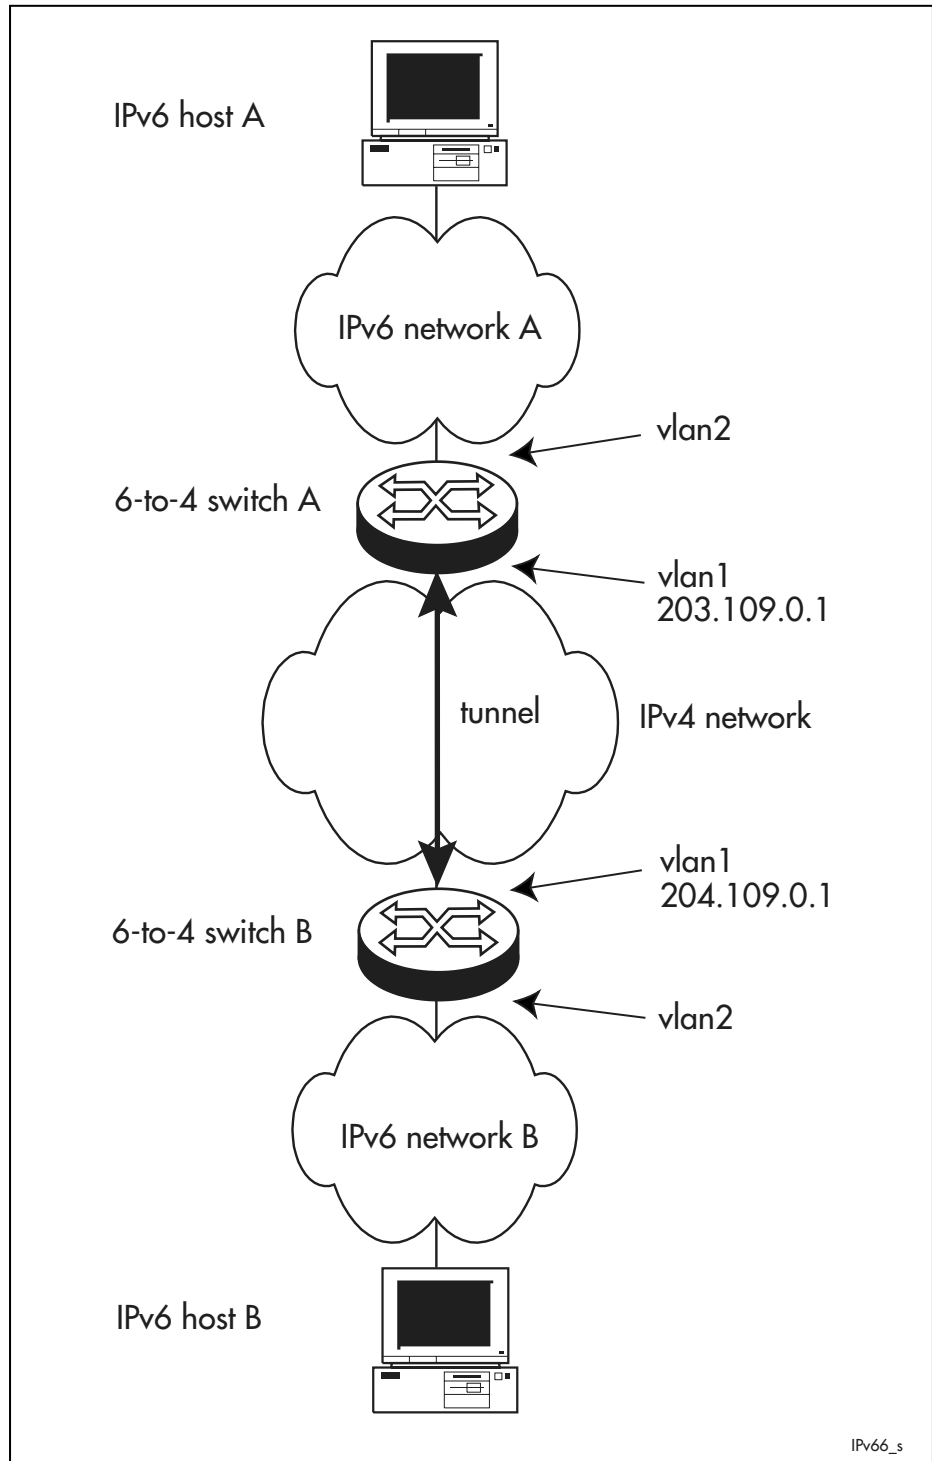 IPv6 host A
IPv6 network A
vlan2
6-to-4 switch A
vlan1
203.109.0.1
tunnel
IPv4 network
vlan1
204.109.0.1
6-to-4 switch B
vlan2
IPv6 network B
IPv6 host B
IPv66_s